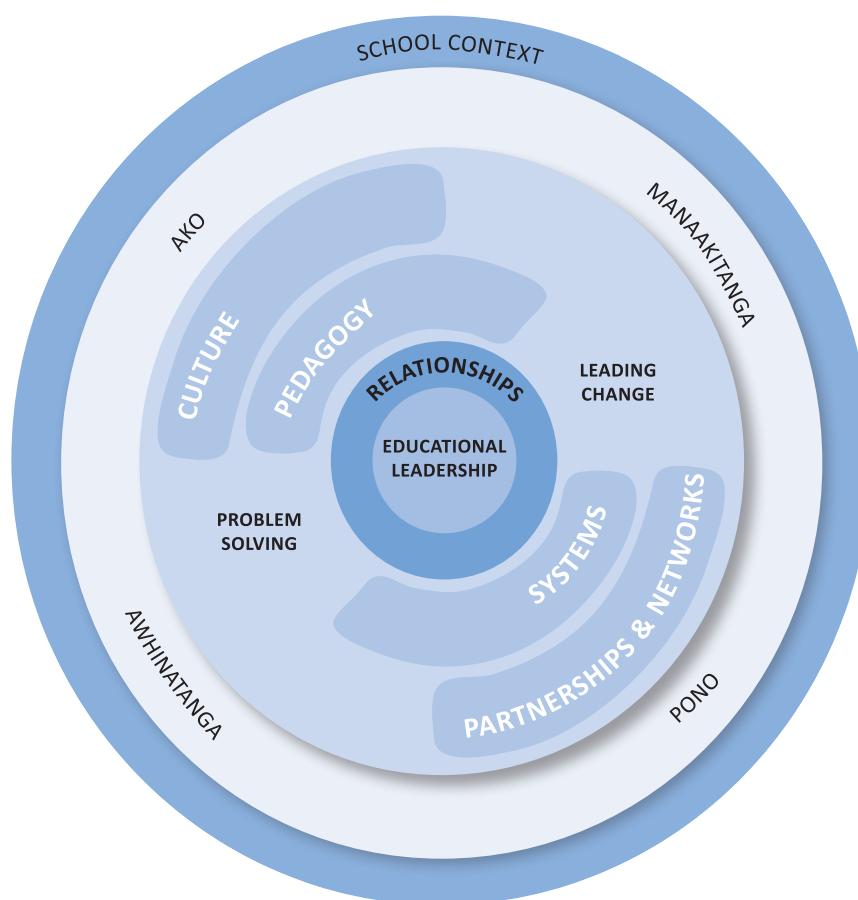 SCHOOL CONTEXT
AKO
MANAAKITANGA
CULTURE
PEDAGOGY
RELATIONSHIPS
LEADING
CHANGE
EDUCATIONAL
LEADERSHIP
PROBLEM
SOLVING
SYSTEMS
PARTNERSHIPS & NETWORKS
AWHINATANGA
PONO